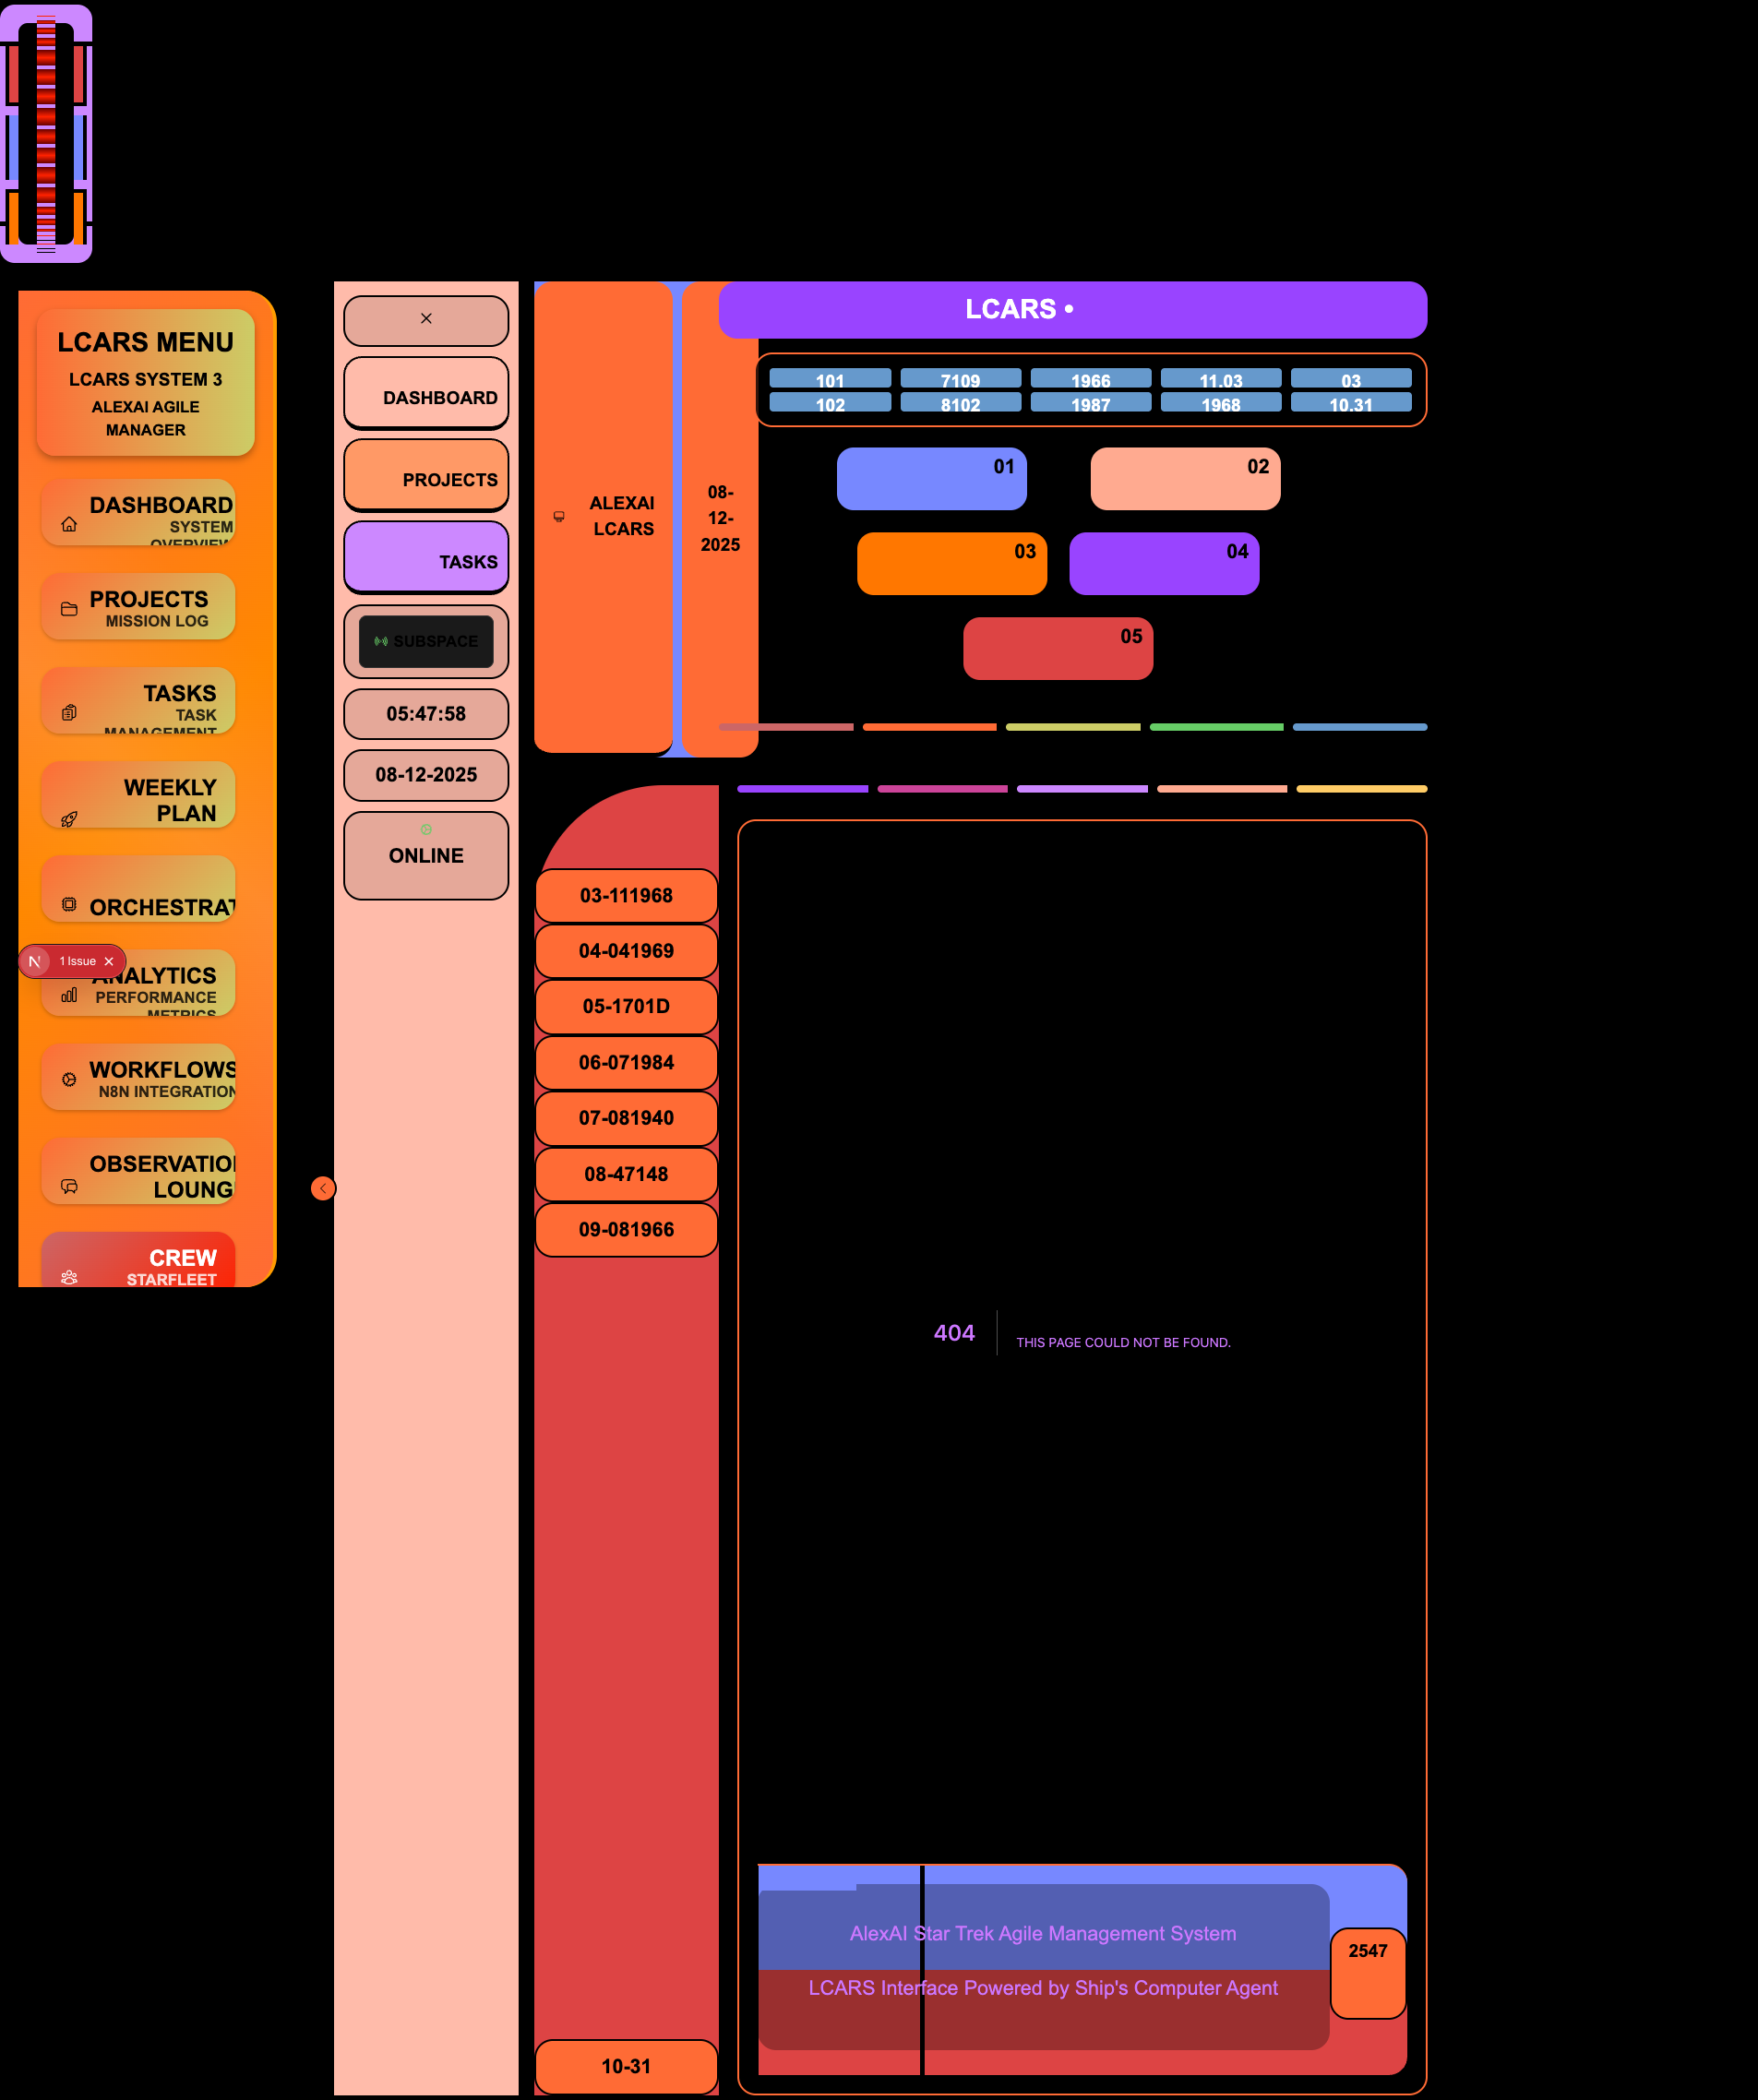 LCARS MENU
LCARS SYSTEM 3
ALEXAI AGILE
MANAGER
DASHBOARD
SYSTEM
OVERVIEW
PROJECTS
MISSION LOG
TASKS
TASK
MANAGEMENT
WEEKLY
PLAN
ORCHESTRAT
1 Issue
ANALYTICS
PERFORMANCE
METRICS
WORKFLOWS
N8N INTEGRATION
OBSERVATIO
LOUNG
CREW
STARFLEET
DASHBOARD
PROJECTS
TASKS
SUBSPACE
05:47:58
08-12-2025
ONLINE
ALEXAI
LCARS
08-
12-
2025
LCARS •
101 7109 1966 11.03 03
102 8102 1987 1968 10.31
01 02
03 04
05
03-111968
04-041969
05-1701D
06-071984
07-081940
08-47148
09-081966
10-31
404
THIS PAGE COULD NOT BE FOUND.
AlexAI Star Trek Agile Management System
LCARS Interface Powered by Ship's Computer Agent
2547